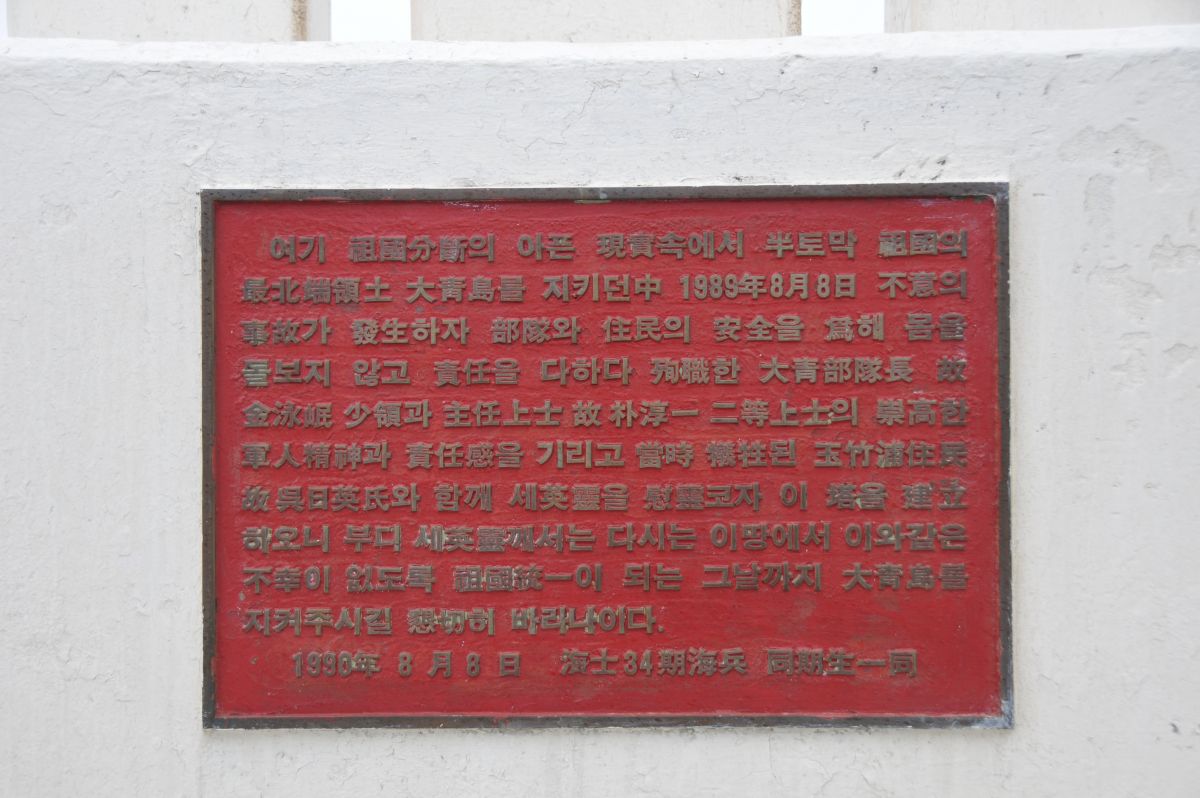 여기 祖國分斷의 아픈 現實속에서 半토막 祖國의
最北端領土 大靑島를 지키던中 1989年8月8日 不意의
事故가 發生하자 部隊와 住民의 安全을 爲해 몸을
돌보지 않고 責任을 다하다 殉職한 大靑部隊長 故
金泳岷 少領과 主任上士 故 朴淳一 二等上士의 崇高한
軍人精神과 責任感을 기리고 當時 犧牲된 玉竹浦住民
故吳日英氏와 함께 세英靈을 慰靈코자 이 塔을 建立
하오니 부디 세英靈께서는 다시는 이땅에서 이와같은
不幸이 없도록 祖國統一이 되는 그날까지 大靑島를
지켜주시길 懇切히 바라나이다.
1990年 8月8日 海士34期海兵 同期生一同